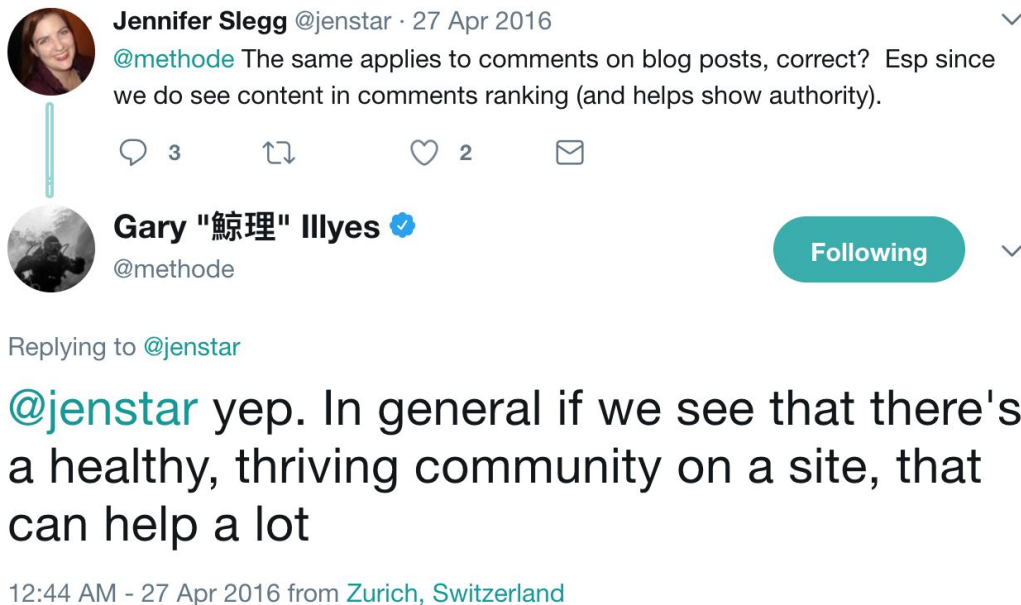 Jennifer Slegg @jenstar · 27 Apr 2016
@methode The same applies to comments on blog posts, correct?  Esp since
we do see content in comments ranking (and helps show authority).
3 2
Gary "鯨理" Illyes
@methode
Following
Replying to @jenstar
@jenstar yep. In general if we see that there's
a healthy, thriving community on a site, that
can help a lot
12:44 AM - 27 Apr 2016 from Zurich, Switzerland